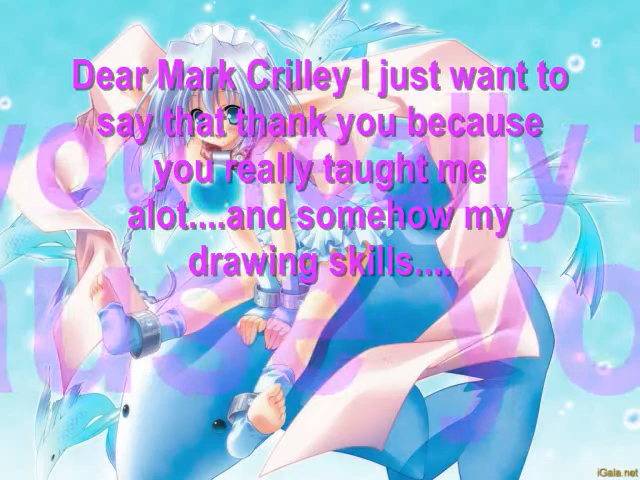 Dear Mark Crilley I just want to
say that thank you because
you really taught me
alot....and somehow my
drawing skills....
iGala.net